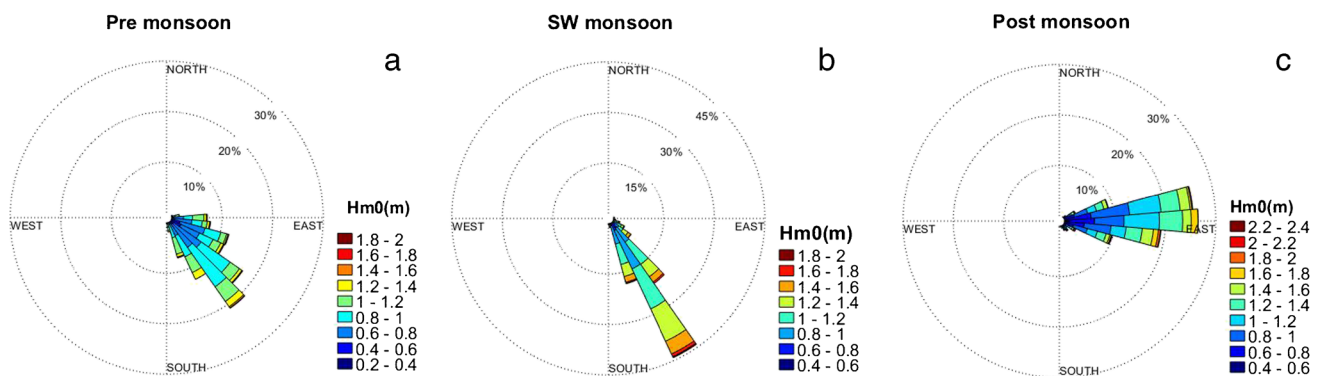 Pre monsoon
a
NORTH
30%
20%
10%
WEST
EAST
SOUTH
Hm0(m)
1.8 - 2
1.6 - 1.8
1.4 - 1.6
1.2 - 1.4
1 - 1.2
0.8 - 1
0.6 - 0.8
0.4 - 0.6
0.2 - 0.4
SW monsoon
b
NORTH
45%
30%
15%
WEST
EAST
SOUTH
Hm0(m)
1.8 - 2
1.6 - 1.8
1.4 - 1.6
1.2 - 1.4
1 - 1.2
0.8 - 1
0.6 - 0.8
0.4 - 0.6
Post monsoon
c
NORTH
30%
20%
10%
WEST
EAST
SOUTH
Hm0(m)
2.2 - 2.4
2 - 2.2
1.8 - 2
1.6 - 1.8
1.4 - 1.6
1.2 - 1.4
1 - 1.2
0.8 - 1
0.6 - 0.8
0.4 - 0.6